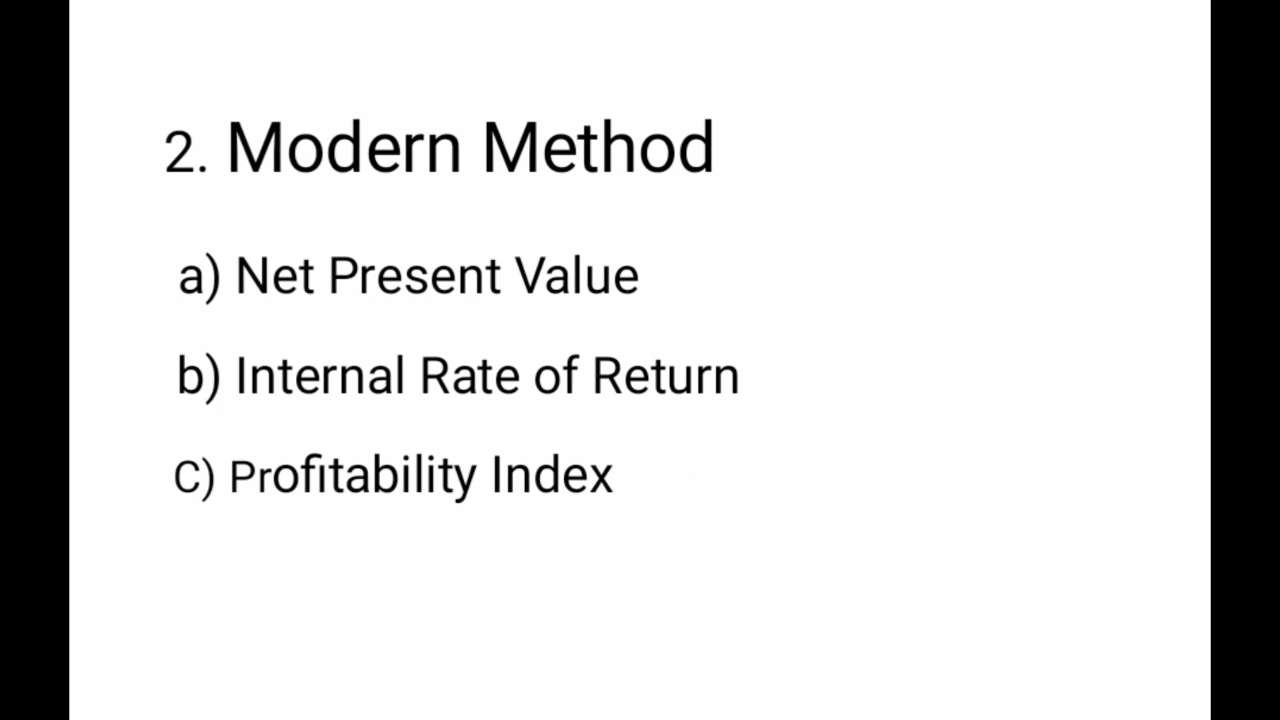 2. Modern Method
a) Net Present Value
b) Internal Rate of Return
C) Profitability Index